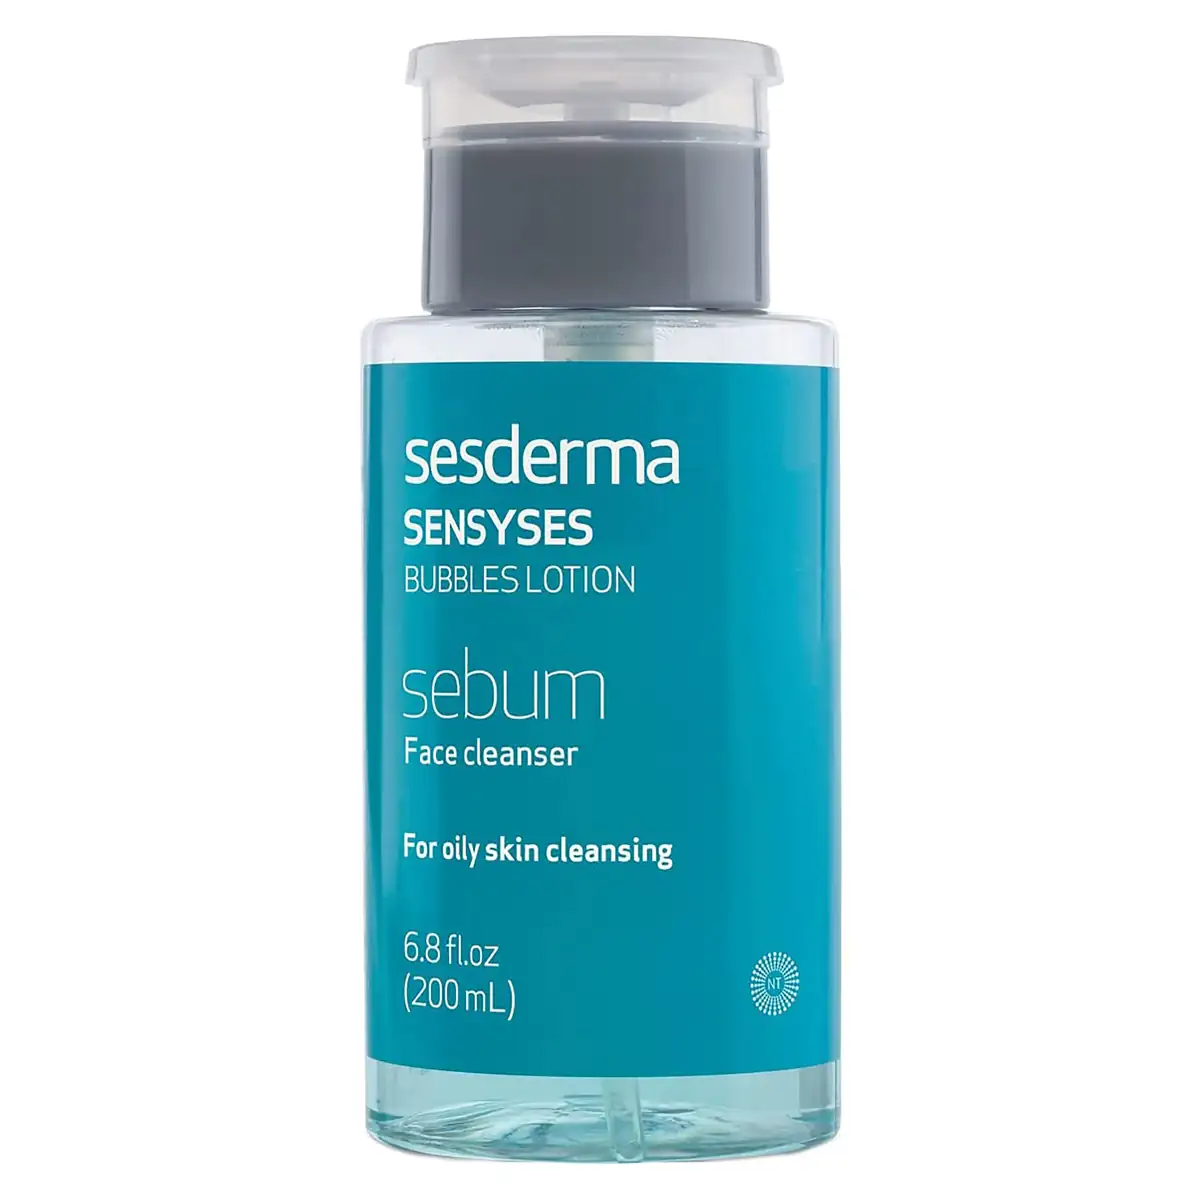 sesderma
SENSYSES
BUBBLES LOTION
sebum
Face cleanser
For oily skin cleansing
6.8 fl.oz
(200 mL)
NT